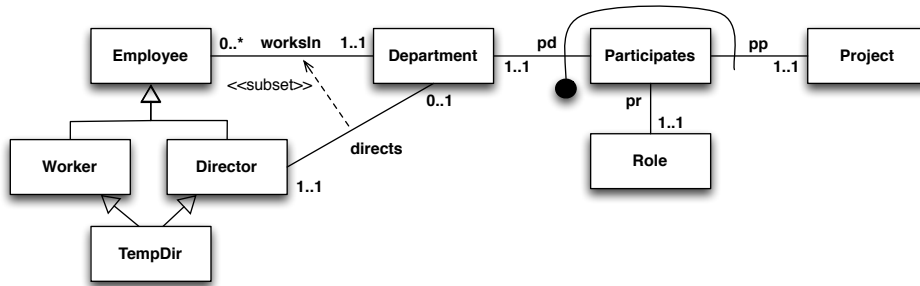 Employee
0..*
worksIn
1..1
Department
pd
1..1
Participates
pp
1..1
Project
<<subset>>
0..1
directs
pr
1..1
Worker
Director
1..1
Role
TempDir